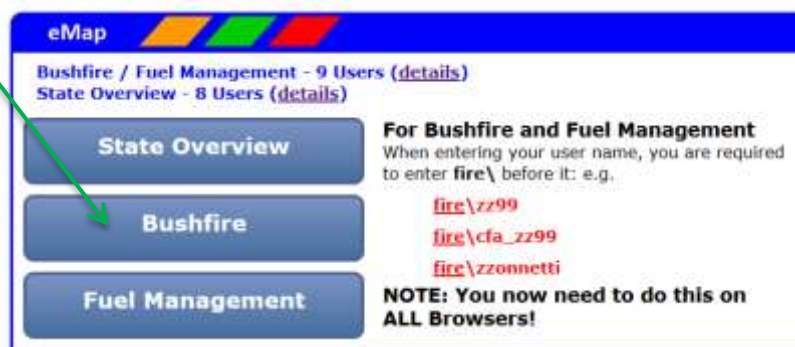 eMap
Bushfire / Fuel Management - 9 Users (details)
State Overview - 8 Users (details)
State Overview
Bushfire
Fuel Management
For Bushfire and Fuel Management
When entering your user name, you are required
to enter fire\ before it: e.g.
fire\zz99
fire\cfa_zz99
fire\zzonnetti
NOTE: You now need to do this on
ALL Browsers!